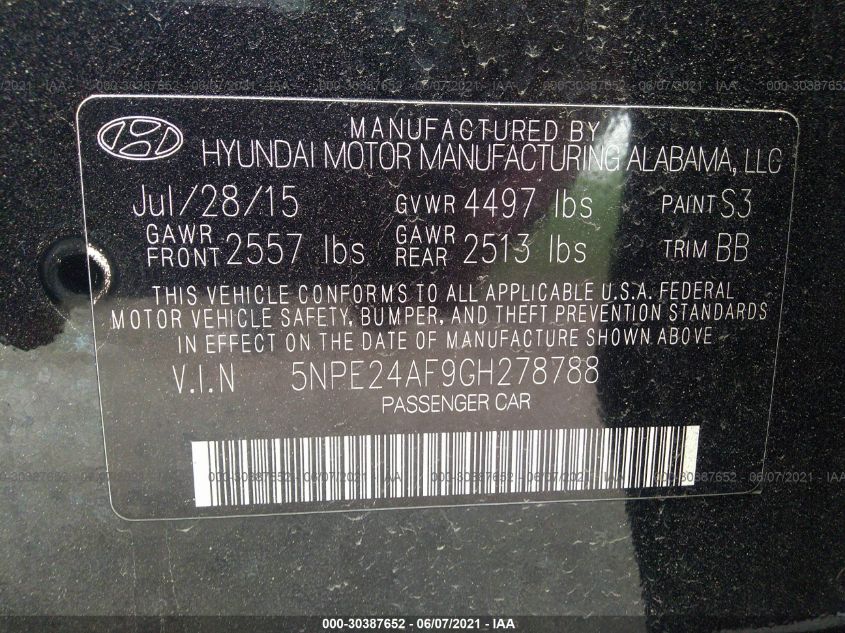 MANUFACTURED BY
HYUNDAI MOTOR MANUFACTURING ALABAMA, LLC
Jul/28/15 GVWR 4497 lbs PAINT S3
GAWR FRONT 2557 lbs GAWR REAR 2513 lbs TRIM BB
THIS VEHICLE CONFORMS TO ALL APPLICABLE U.S.A. FEDERAL
MOTOR VEHICLE SAFETY, BUMPER, AND THEFT PREVENTION STANDARDS
IN EFFECT ON THE DATE OF MANUFACTURE SHOWN ABOVE
V.I.N 5NPE24AF9GH278788
PASSENGER CAR
000-30387652 - 06/07/2021 - IAA